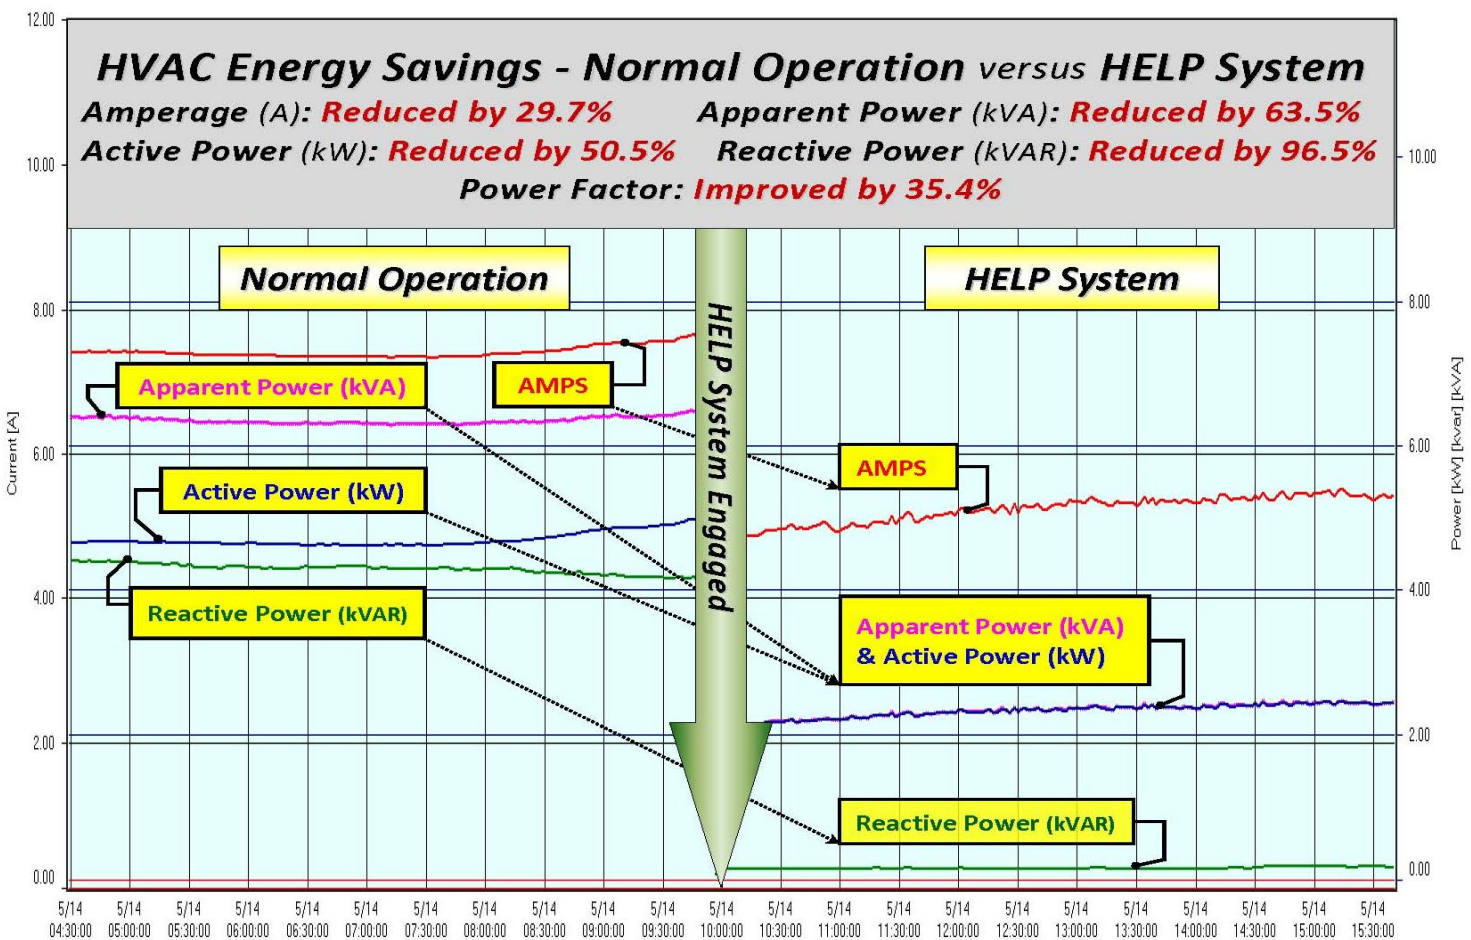 HVAC Energy Savings - Normal Operation versus HELP System
Amperage (A): Reduced by 29.7% Apparent Power (kVA): Reduced by 63.5%
Active Power (kW): Reduced by 50.5% Reactive Power (kVAR): Reduced by 96.5%
Power Factor: Improved by 35.4%
Normal Operation
HELP System
HELP System Engaged
Apparent Power (kVA)
AMPS
Active Power (kW)
Reactive Power (kVAR)
AMPS
Apparent Power (kVA)
& Active Power (kW)
Reactive Power (kVAR)
Current [A]
12.00
10.00
8.00
6.00
4.00
2.00
0.00
Power [kW] [kvar] [kVA]
10.00
8.00
6.00
4.00
2.00
0.00
5/14 5/14 5/14 5/14 5/14 5/14 5/14 5/14 5/14 5/14 5/14 5/14 5/14 5/14 5/14 5/14 5/14 5/14 5/14 5/14 5/14 5/14 5/14
04:30:00 05:00:00 05:30:00 06:00:00 06:30:00 07:00:00 07:30:00 08:00:00 08:30:00 09:00:00 09:30:00 10:00:00 10:30:00 11:00:00 11:30:00 12:00:00 12:30:00 13:00:00 13:30:00 14:00:00 14:30:00 15:00:00 15:30:00